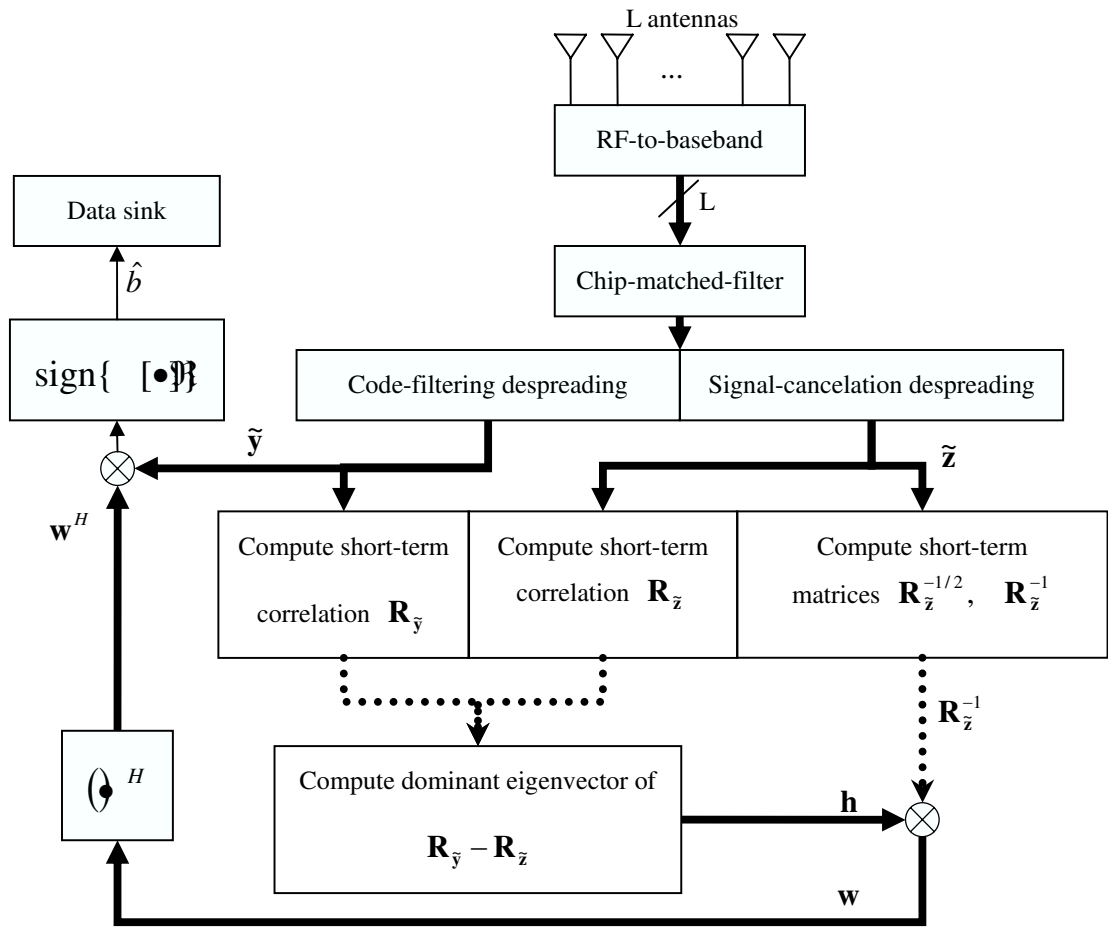 L antennas
...
RF-to-baseband
L
Data sink
Chip-matched-filter
b̂
sign{ [•]}
Code-filtering despreading
Signal-cancelation despreading
ỹ
z̃
w^H
Compute short-term
correlation R_ỹ
Compute short-term
correlation R_z̃
Compute short-term
matrices R_z̃^{-1/2}, R_z̃^{-1}
R_z̃^{-1}
(•)^H
Compute dominant eigenvector of
R_ỹ − R_z̃
h
w